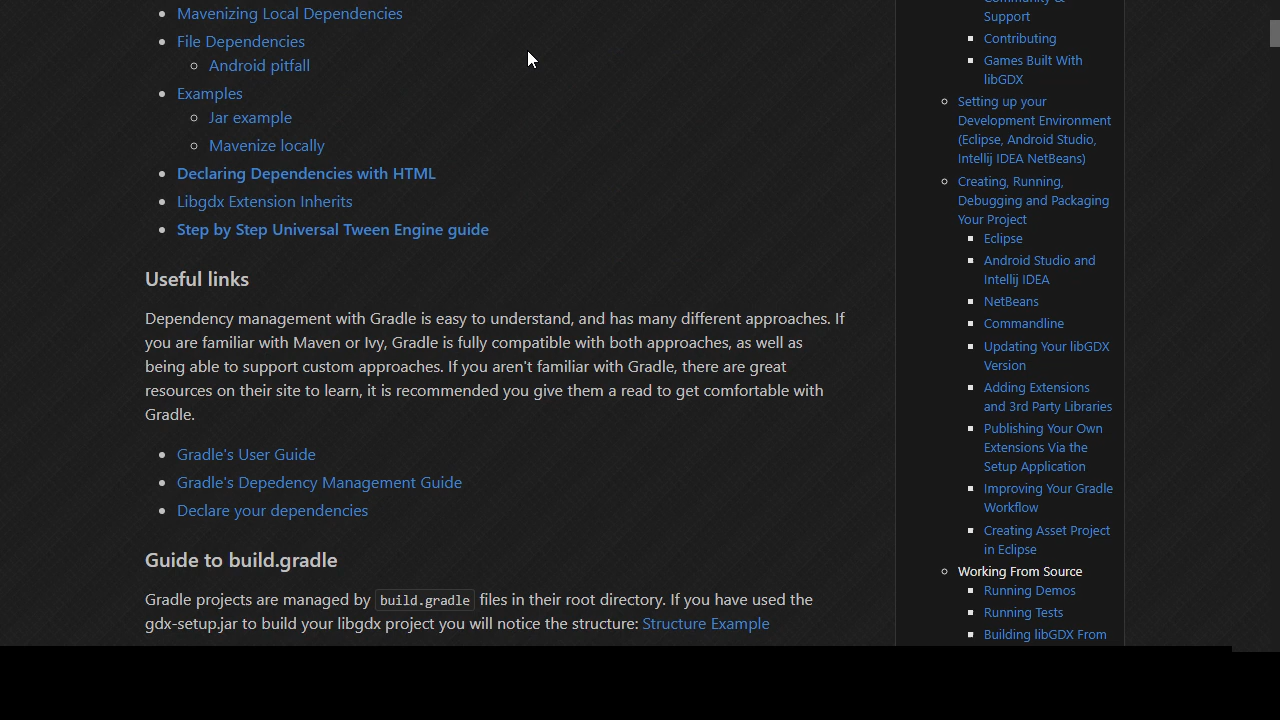 Mavenizing Local Dependencies
File Dependencies
Android pitfall
Examples
Jar example
Mavenize locally
Declaring Dependencies with HTML
Libgdx Extension Inherits
Step by Step Universal Tween Engine guide
Useful links
Dependency management with Gradle is easy to understand, and has many different approaches. If
you are familiar with Maven or Ivy, Gradle is fully compatible with both approaches, as well as
being able to support custom approaches. If you aren't familiar with Gradle, there are great
resources on their site to learn, it is recommended you give them a read to get comfortable with
Gradle.
Gradle's User Guide
Gradle's Depedency Management Guide
Declare your dependencies
Guide to build.gradle
Gradle projects are managed by build.gradle files in their root directory. If you have used the
gdx-setup.jar to build your libgdx project you will notice the structure: Structure Example
Community &
Support
Contributing
Games Built With
libGDX
Setting up your
Development Environment
(Eclipse, Android Studio,
Intellij IDEA NetBeans)
Creating, Running,
Debugging and Packaging
Your Project
Eclipse
Android Studio and
Intellij IDEA
NetBeans
Commandline
Updating Your libGDX
Version
Adding Extensions
and 3rd Party Libraries
Publishing Your Own
Extensions Via the
Setup Application
Improving Your Gradle
Workflow
Creating Asset Project
in Eclipse
Working From Source
Running Demos
Running Tests
Building libGDX From